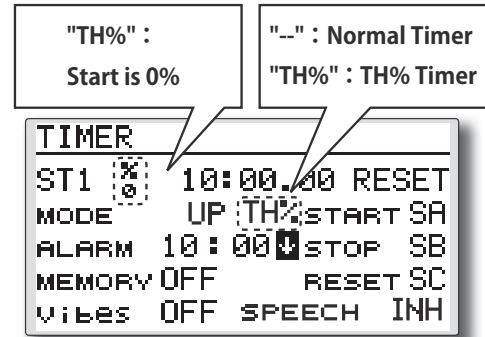 "TH%":
Start is 0%
"--": Normal Timer
"TH%": TH% Timer
TIMER
ST1 % 0 10:00.00 RESET
MODE UP TH% START SA
ALARM 10:00↓ STOP SB
MEMORY OFF RESET SC
Vibes OFF SPEECH INH